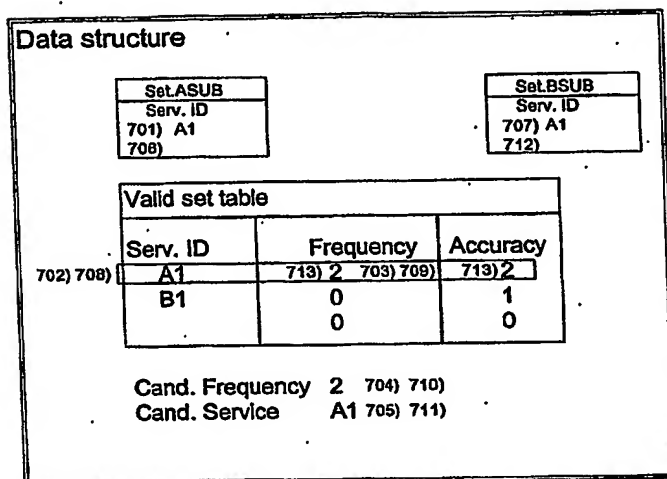 Data structure
Set.ASUB
Serv. ID
701) A1
706)
Set.BSUB
Serv. ID
707) A1
712)
Valid set table
Serv. ID Frequency Accuracy
702) 708) A1 713) 2 703) 709) 713) 2
B1 0 1
0 0
Cand. Frequency 2 704) 710)
Cand. Service A1 705) 711)